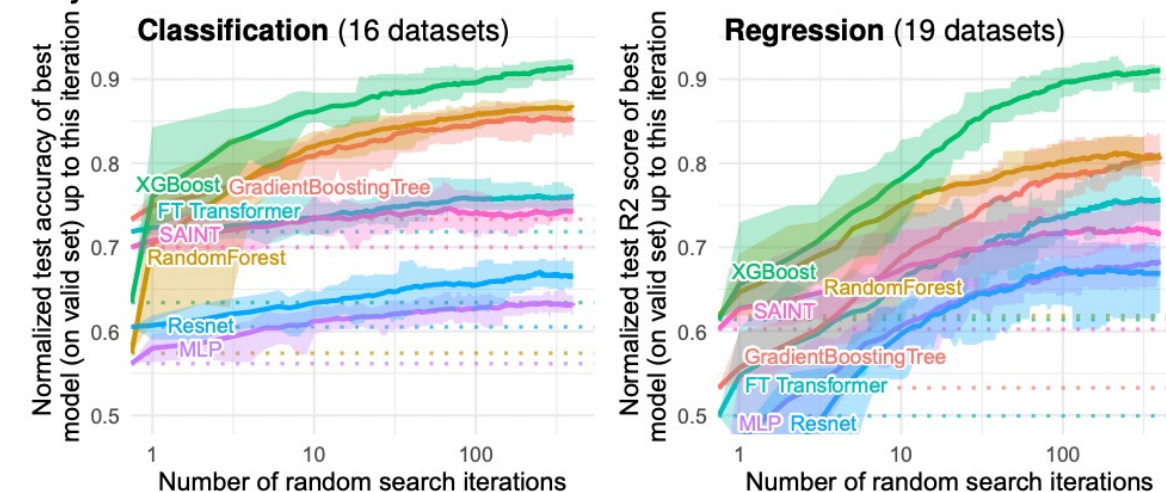 Classification (16 datasets)
Normalized test accuracy of best
model (on valid set) up to this iteration
0.9
0.8
0.7
0.6
0.5
XGBoost
GradientBoostingTree
FT Transformer
SAINT
RandomForest
Resnet
MLP
1
10
100
Number of random search iterations
Regression (19 datasets)
Normalized test R2 score of best
model (on valid set) up to this iteration
0.9
0.8
0.7
0.6
0.5
XGBoost
RandomForest
SAINT
GradientBoostingTree
FT Transformer
MLP Resnet
1
10
100
Number of random search iterations